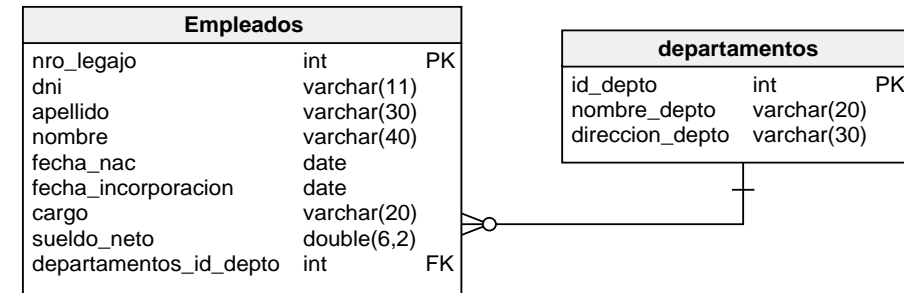 Empleados
nro_legajo int PK
dni varchar(11)
apellido varchar(30)
nombre varchar(40)
fecha_nac date
fecha_incorporacion date
cargo varchar(20)
sueldo_neto double(6,2)
departamentos_id_depto int FK
departamentos
id_depto int PK
nombre_depto varchar(20)
direccion_depto varchar(30)